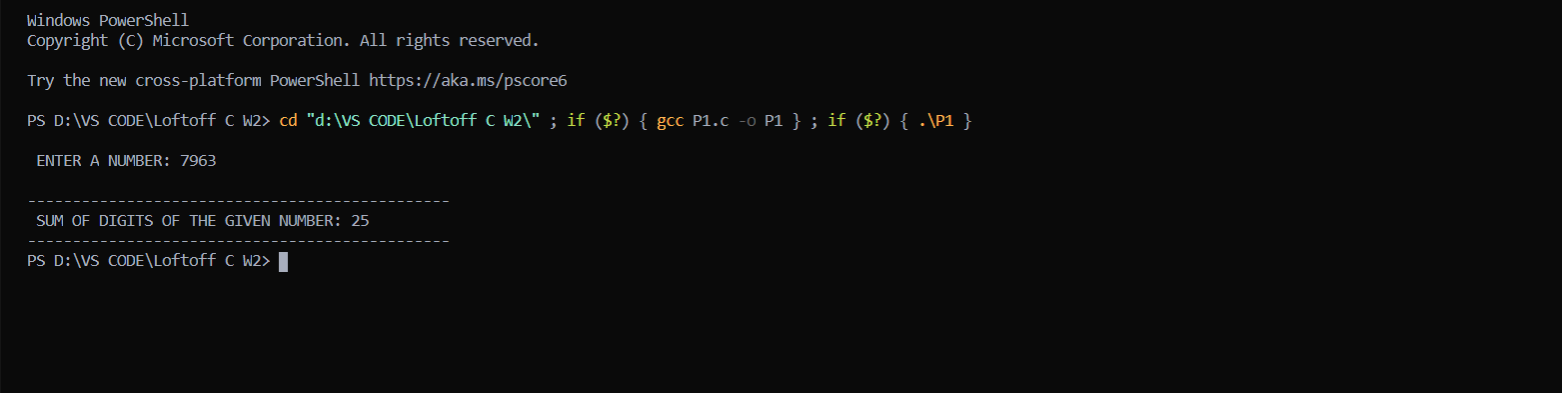 Windows PowerShell
Copyright (C) Microsoft Corporation. All rights reserved.
Try the new cross-platform PowerShell https://aka.ms/pscore6
PS D:\VS CODE\Loftoff C W2> cd "d:\VS CODE\Loftoff C W2\" ; if ($?) { gcc P1.c -o P1 } ; if ($?) { .\P1 }
ENTER A NUMBER: 7963
-----------------------------------------------
SUM OF DIGITS OF THE GIVEN NUMBER: 25
-----------------------------------------------
PS D:\VS CODE\Loftoff C W2>